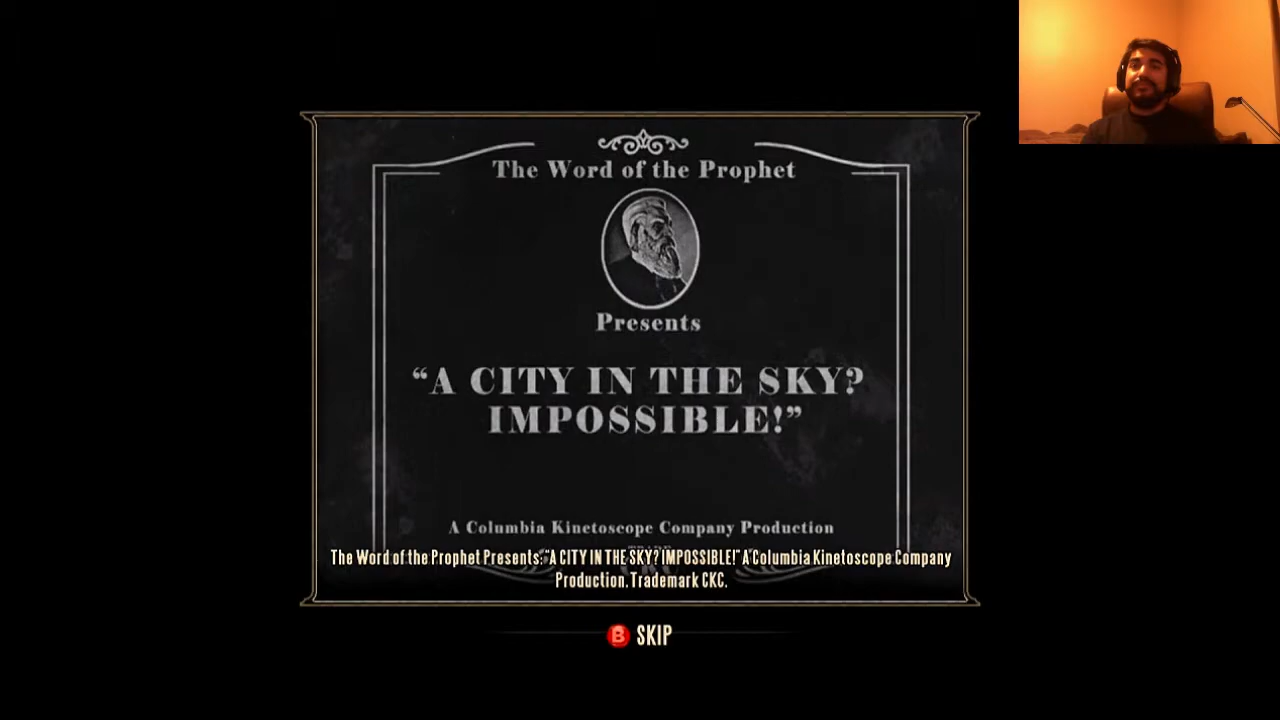 The Word of the Prophet
Presents
“A CITY IN THE SKY?
IMPOSSIBLE!”
A Columbia Kinetoscope Company Production
The Word of the Prophet Presents: "A CITY IN THE SKY? IMPOSSIBLE!" A Columbia Kinetoscope Company
Production. Trademark CKC.
B SKIP